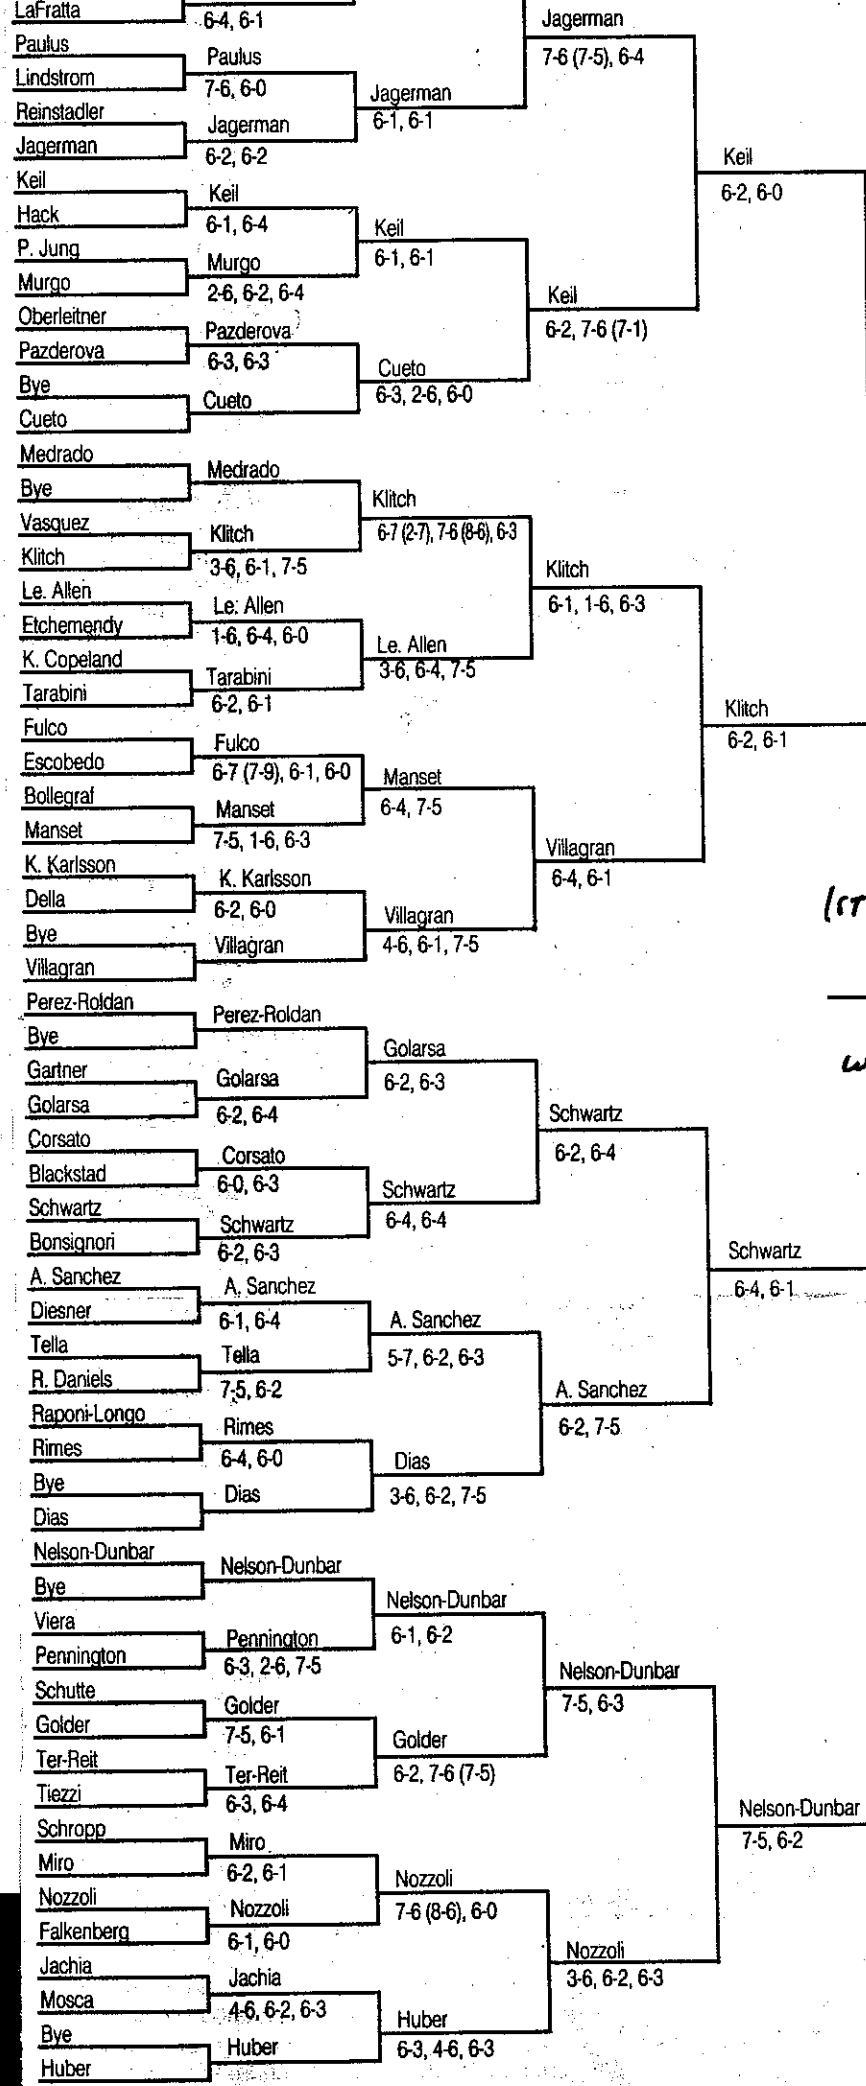 LaFratta
6-4, 6-1
Paulus
Lindstrom
Reinstadler
Jagerman
Keil
Hack
P. Jung
Murgo
Oberleitner
Pazderova
Bye
Cueto
Medrado
Bye
Vasquez
Klitch
Le. Allen
Etchemendy
K. Copeland
Tarabini
Fulco
Escobedo
Bollegraf
Manset
K. Karlsson
Della
Bye
Villagran
Perez-Roldan
Bye
Gartner
Golarsa
Corsato
Blackstad
Schwartz
Bonsignori
A. Sanchez
Diesner
Tella
R. Daniels
Raponi-Longo
Rimes
Bye
Dias
Nelson-Dunbar
Bye
Viera
Pennington
Schutte
Golder
Ter-Reit
Tiezzi
Schropp
Miro
Nozzoli
Falkenberg
Jachia
Mosca
Bye
Huber
Paulus
7-6, 6-0
Jagerman
6-2, 6-2
Keil
6-1, 6-4
Murgo
2-6, 6-2, 6-4
Pazderova
6-3, 6-3
Cueto
Medrado
Klitch
3-6, 6-1, 7-5
Le. Allen
1-6, 6-4, 6-0
Tarabini
6-2, 6-1
Fulco
6-7 (7-9), 6-1, 6-0
Manset
7-5, 1-6, 6-3
K. Karlsson
6-2, 6-0
Villagran
Perez-Roldan
Golarsa
6-2, 6-4
Corsato
6-0, 6-3
Schwartz
6-2, 6-3
A. Sanchez
6-1, 6-4
Tella
7-5, 6-2
Rimes
6-4, 6-0
Dias
Nelson-Dunbar
Pennington
6-3, 2-6, 7-5
Golder
7-5, 6-1
Ter-Reit
6-3, 6-4
Miro
6-2, 6-1
Nozzoli
6-1, 6-0
Jachia
4-6, 6-2, 6-3
Huber
Jagerman
6-1, 6-1
Keil
6-1, 6-1
Cueto
6-3, 2-6, 6-0
Klitch
6-7 (2-7), 7-6 (8-6), 6-3
Le. Allen
3-6, 6-4, 7-5
Manset
6-4, 7-5
Villagran
4-6, 6-1, 7-5
Golarsa
6-2, 6-3
Schwartz
6-4, 6-4
A. Sanchez
5-7, 6-2, 6-3
Dias
3-6, 6-2, 7-5
Nelson-Dunbar
6-1, 6-2
Golder
6-2, 7-6 (7-5)
Nozzoli
7-6 (8-6), 6-0
Huber
6-3, 4-6, 6-3
Jagerman
7-6 (7-5), 6-4
Keil
6-2, 7-6 (7-1)
Klitch
6-1, 1-6, 6-3
Villagran
6-4, 6-1
Schwartz
6-2, 6-4
A. Sanchez
6-2, 7-5
Nelson-Dunbar
7-5, 6-3
Nozzoli
3-6, 6-2, 6-3
Keil
6-2, 6-0
Klitch
6-2, 6-1
Schwartz
6-4, 6-1
Nelson-Dunbar
7-5, 6-2